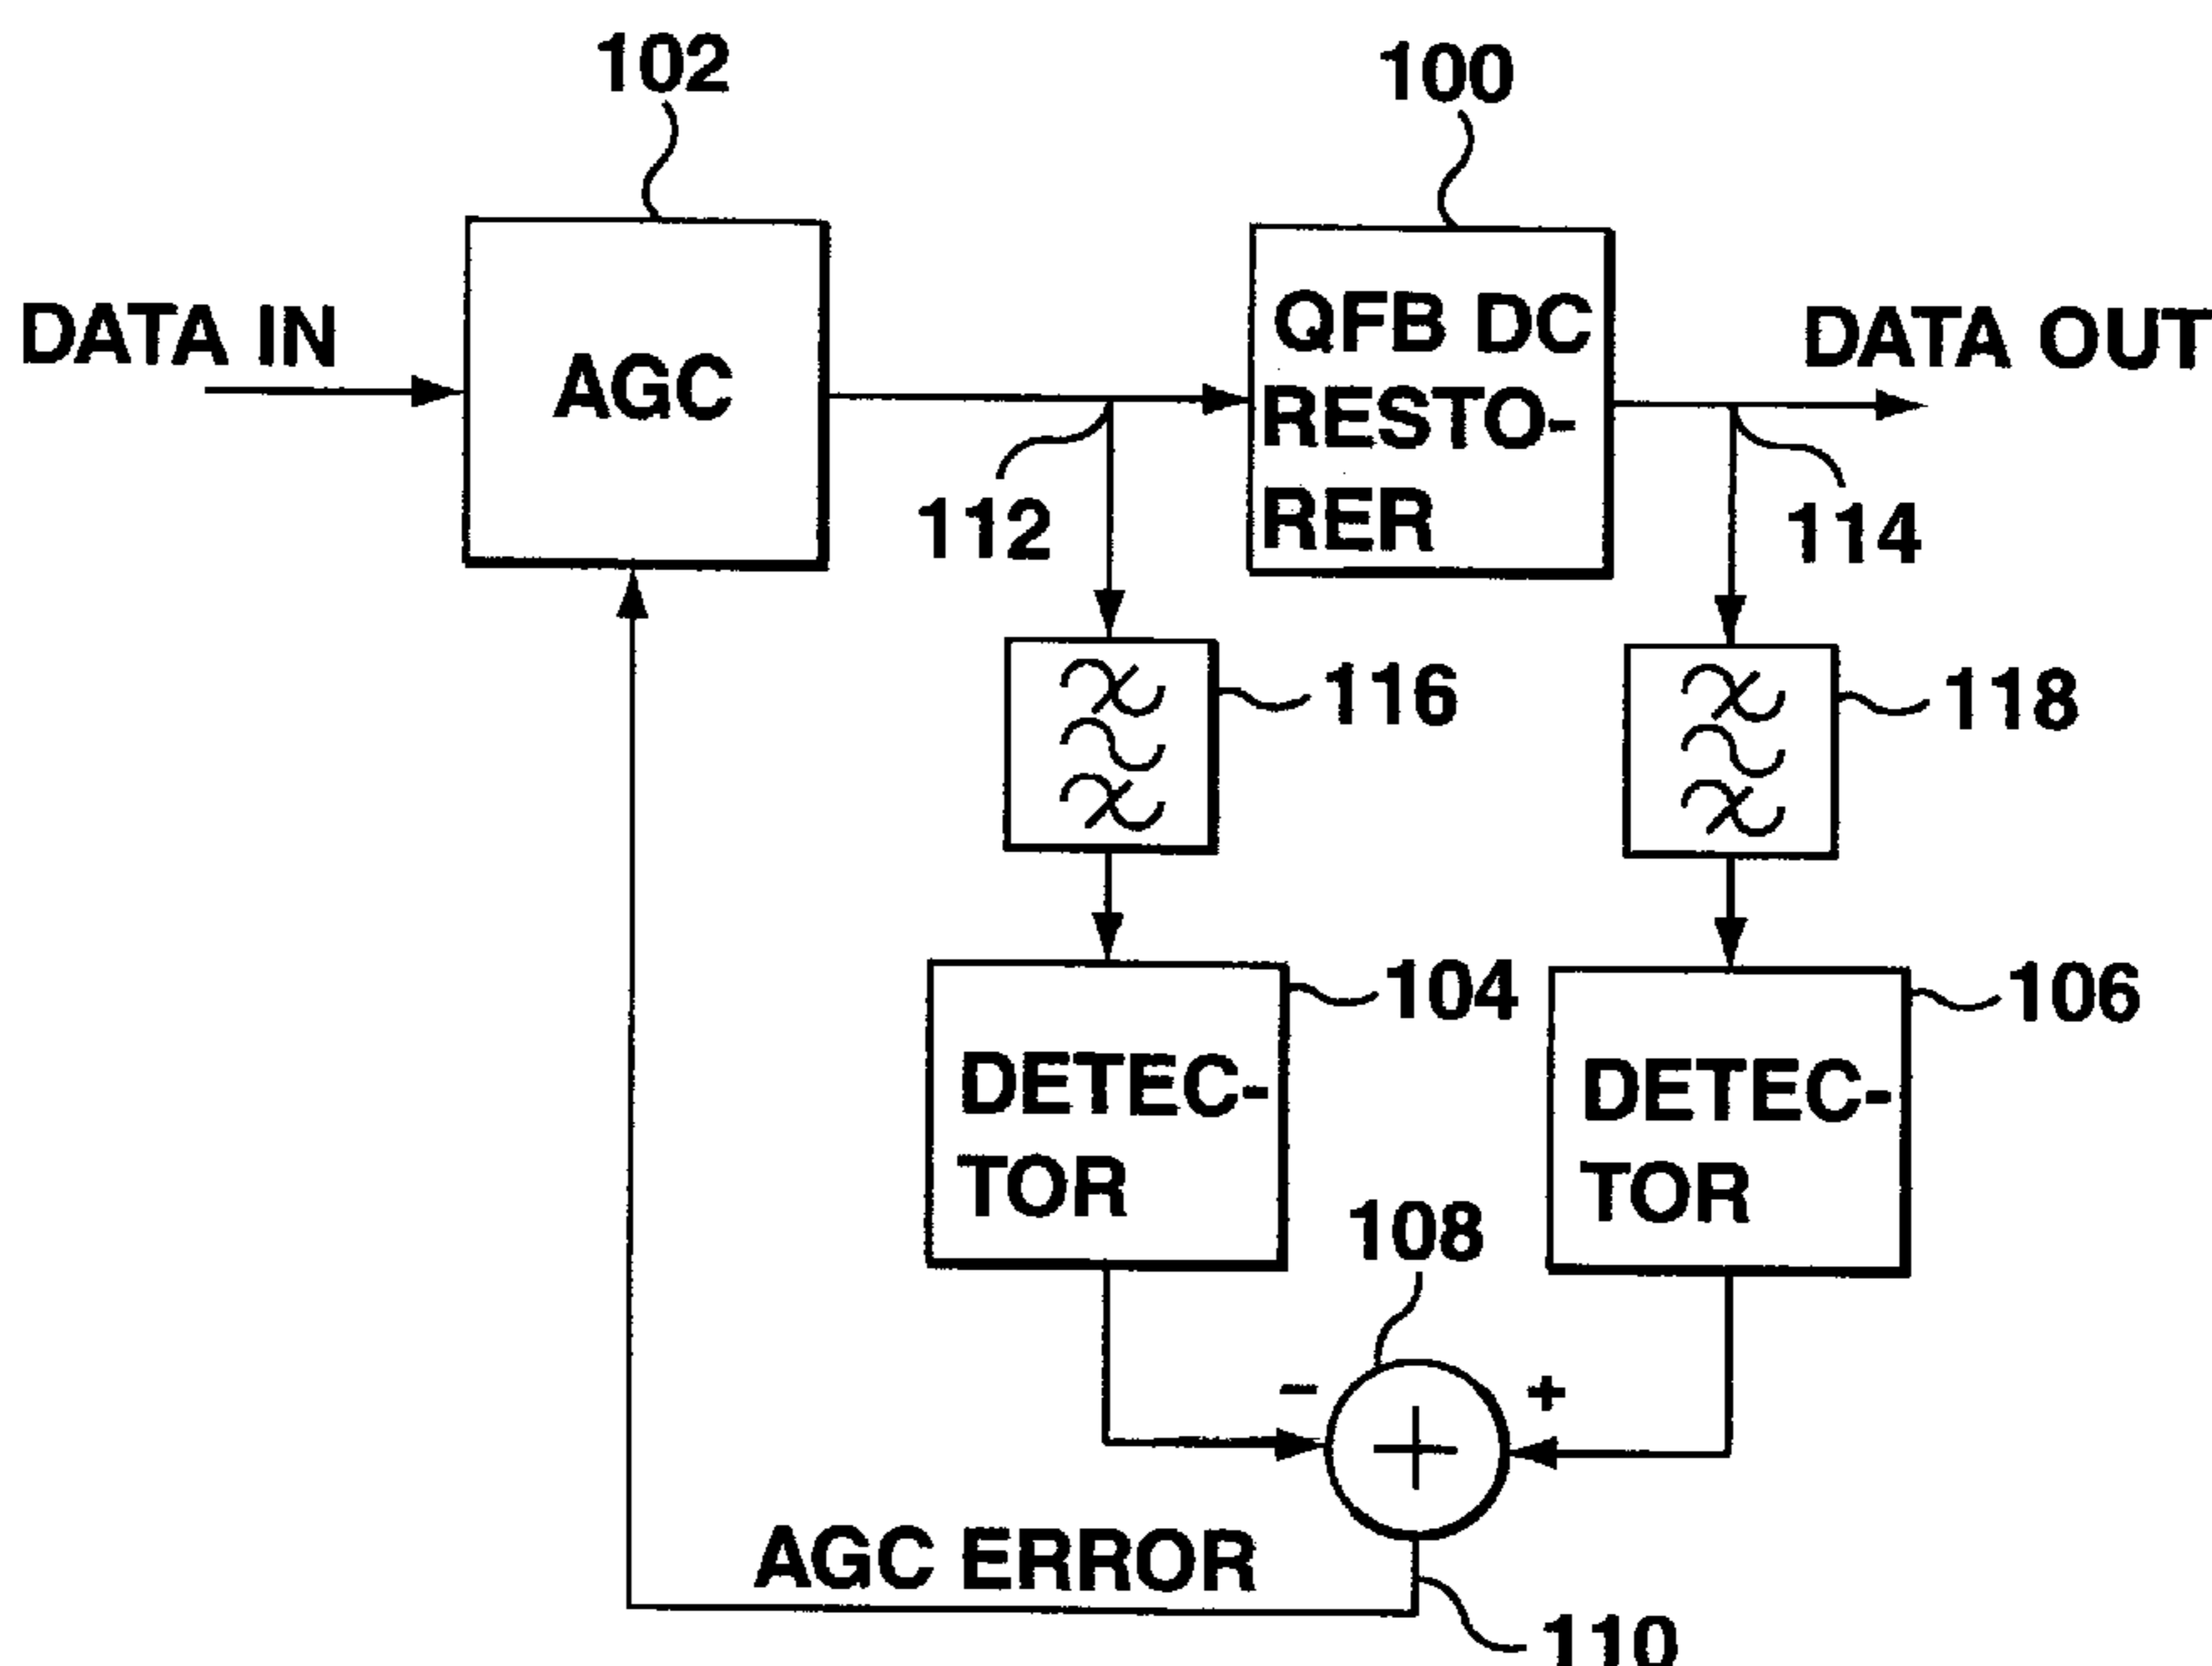 102
100
DATA IN
AGC
QFB DC
RESTO-
RER
DATA OUT
112
114
116
118
104
106
DETEC-
TOR
DETEC-
TOR
108
-
+
AGC ERROR
110